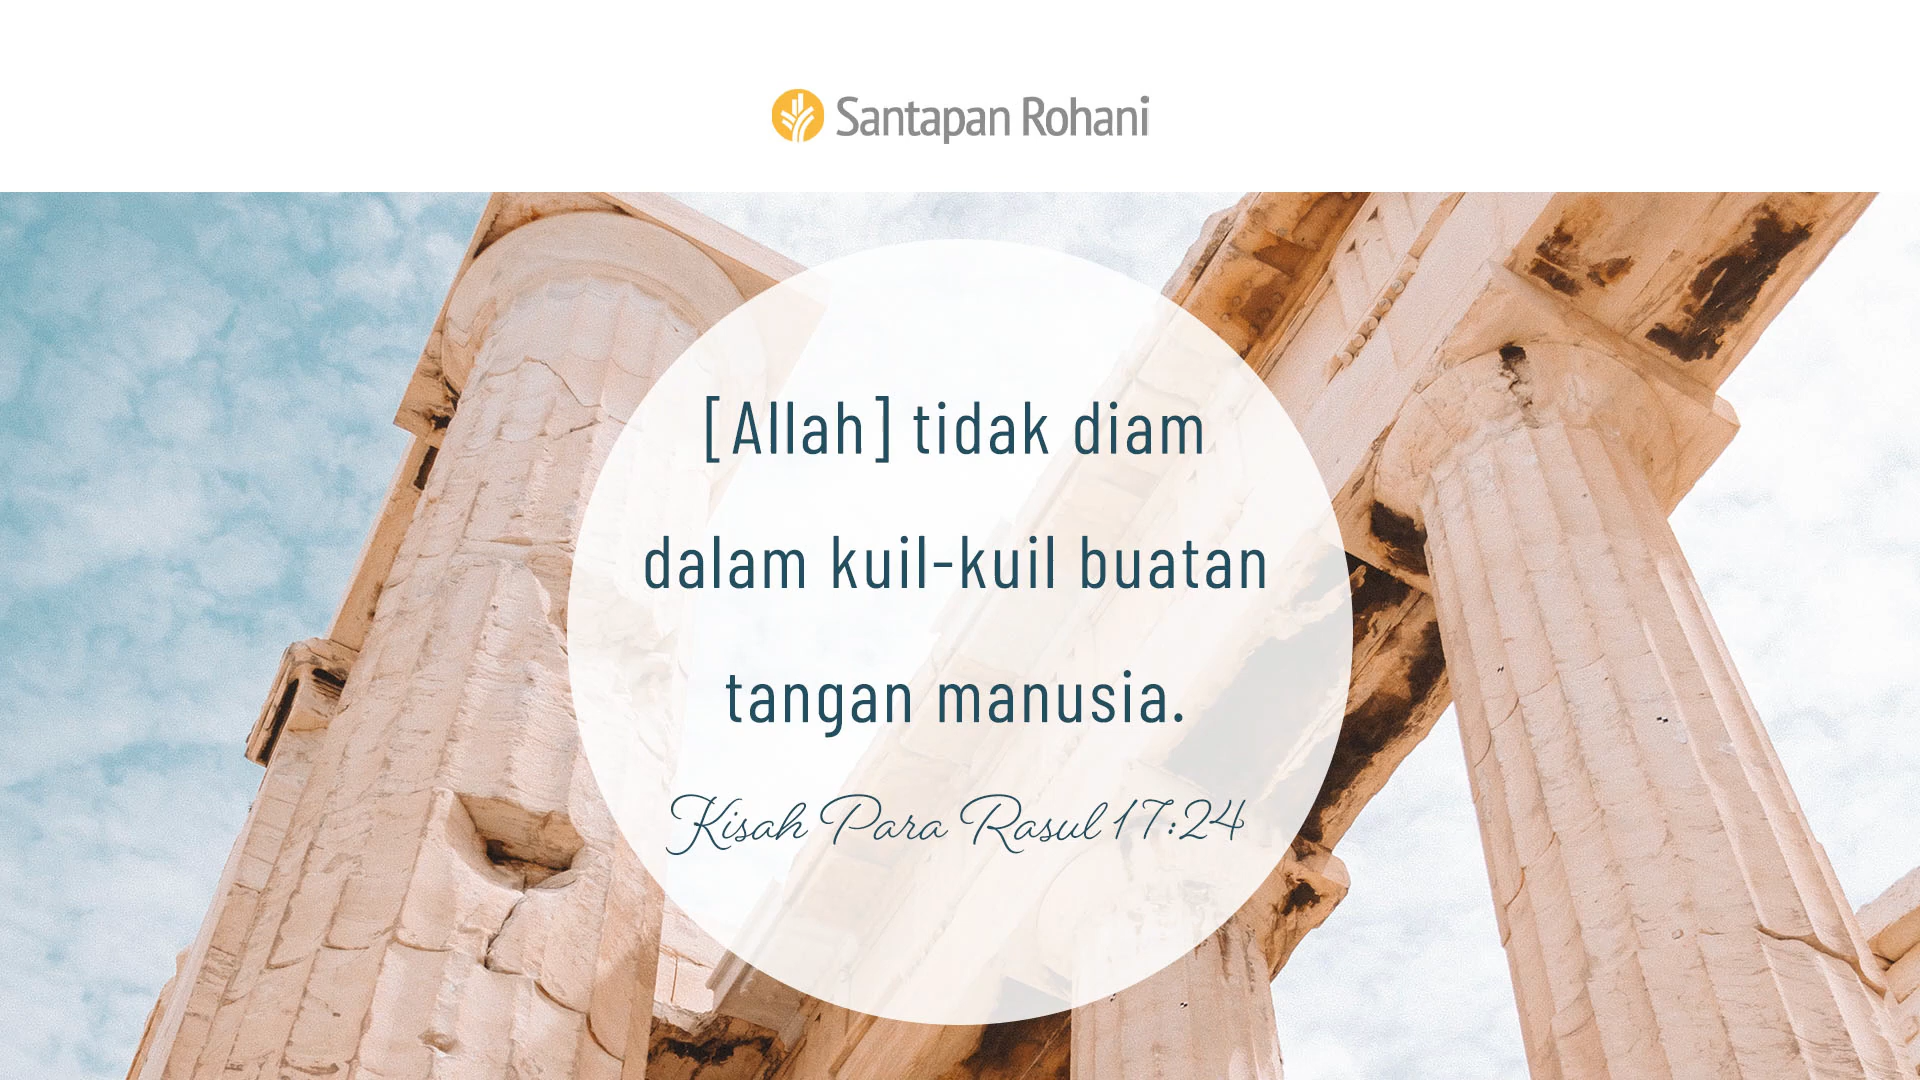 Santapan Rohani
[Allah] tidak diam
dalam kuil-kuil buatan
tangan manusia.
Kisah Para Rasul 17:24